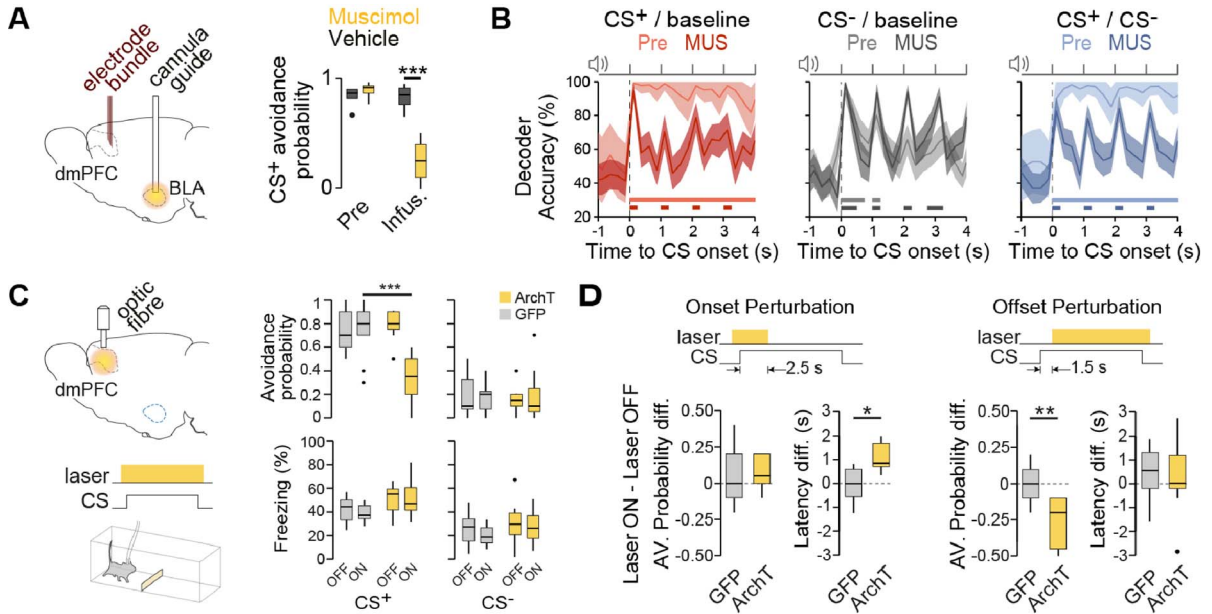 A
electrode
bundle
cannula
guide
dmPFC
BLA
Muscimol
Vehicle
CS+ avoidance
probability
1
0
***
Pre
Infus.
B
CS+ / baseline
Pre MUS
CS- / baseline
Pre MUS
CS+ / CS-
Pre MUS
Decoder
Accuracy (%)
100
80
60
40
20
-1 0 1 2 3 4
Time to CS onset (s)
-1 0 1 2 3 4
Time to CS onset (s)
-1 0 1 2 3 4
Time to CS onset (s)
C
optic
fibre
dmPFC
laser
CS
Avoidance
probability
1
0.8
0.6
0.4
0.2
0
***
ArchT
GFP
Freezing (%)
100
80
60
40
20
0
OFF
ON
OFF
ON
CS+
OFF
ON
OFF
ON
CS-
D
Onset Perturbation
laser
CS
2.5 s
Offset Perturbation
laser
CS
1.5 s
Laser ON - Laser OFF
AV. Probability diff.
0.50
0.25
0
-0.25
-0.50
GFP
ArchT
Latency diff. (s)
3
2
1
0
-1
-2
-3
*
GFP
ArchT
AV. Probability diff.
0.50
0.25
0
-0.25
-0.50
**
GFP
ArchT
Latency diff. (s)
3
2
1
0
-1
-2
-3
GFP
ArchT